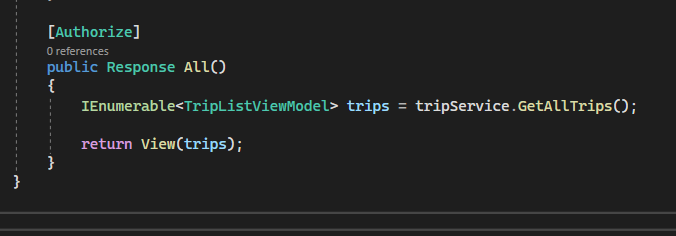 }
[Authorize]
0 references
public Response All()
{
IEnumerable<TripListViewModel> trips = tripService.GetAllTrips();
return View(trips);
}
}